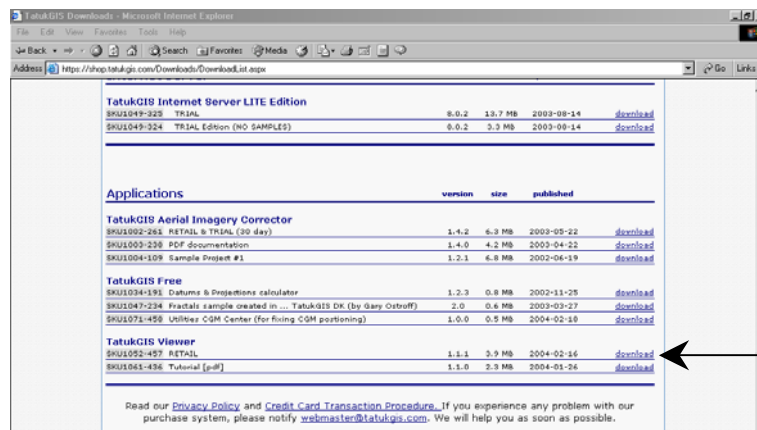 TatukGIS Downloads - Microsoft Internet Explorer
File Edit View Favorites Tools Help
Back Search Favorites Media
Address https://shop.tatukgis.com/Downloads/DownloadList.aspx Go Links
TatukGIS Internet Server LITE Edition
SKU1049-325 TRIAL 8.0.2 13.7 MB 2003-08-14 download
SKU1049-324 TRIAL Edition (NO SAMPLES) 8.0.2 3.3 MB 2003-08-14 download
Applications version size published
TatukGIS Aerial Imagery Corrector
SKU1002-261 RETAIL & TRIAL (30 day) 1.4.2 6.3 MB 2003-05-22 download
SKU1003-238 PDF documentation 1.4.0 4.2 MB 2003-04-22 download
SKU1004-109 Sample Project #1 1.2.1 6.8 MB 2002-06-19 download
TatukGIS Free
SKU1034-191 Datums & Projections calculator 1.2.3 0.8 MB 2002-11-25 download
SKU1047-234 Fractals sample created in ... TatukGIS DK (by Gary Ostroff) 2.0 0.6 MB 2003-03-27 download
SKU1071-458 Utilities CGM Center (for fixing CGM postioning) 1.0.0 0.5 MB 2004-02-18 download
TatukGIS Viewer
SKU1052-457 RETAIL 1.1.1 3.9 MB 2004-02-16 download
SKU1061-436 Tutorial [pdf] 1.1.0 2.3 MB 2004-01-26 download
Read our Privacy Policy and Credit Card Transaction Procedure. If you experience any problem with our
purchase system, please notify webmaster@tatukgis.com. We will help you as soon as possible.